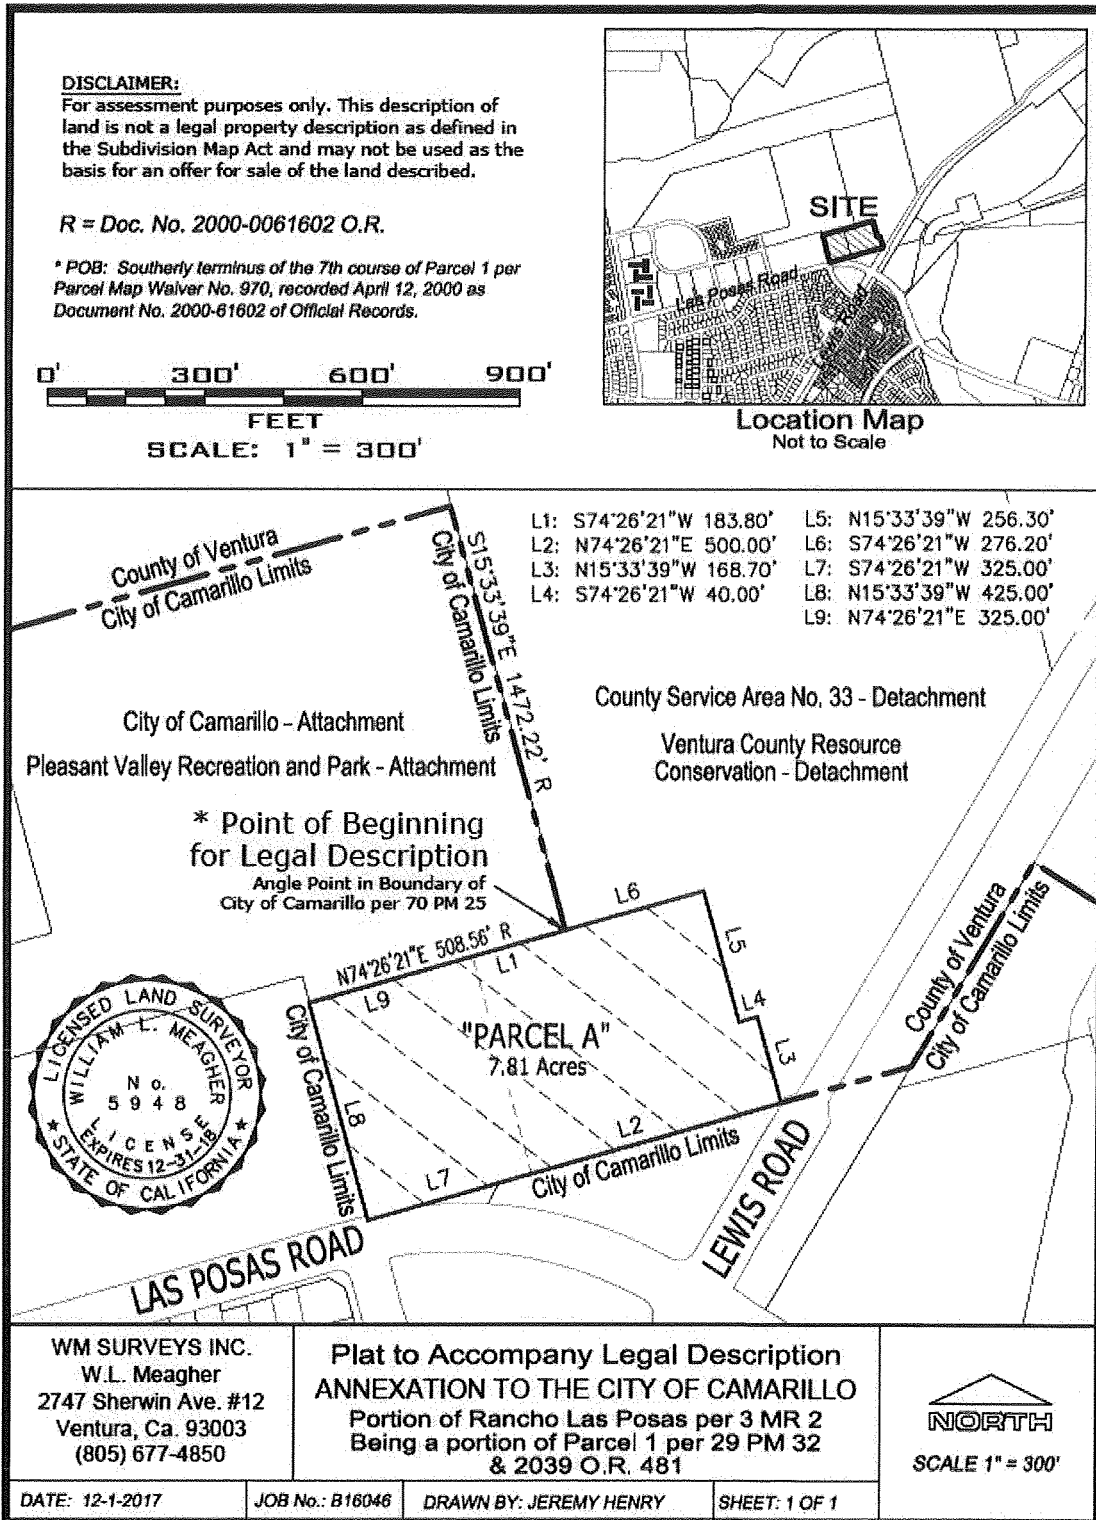 DISCLAIMER:
For assessment purposes only. This description of
land is not a legal property description as defined in
the Subdivision Map Act and may not be used as the
basis for an offer for sale of the land described.
R = Doc. No. 2000-0061602 O.R.
* POB: Southerly terminus of the 7th course of Parcel 1 per
Parcel Map Waiver No. 970, recorded April 12, 2000 as
Document No. 2000-61602 of Official Records.
0' 300' 600' 900'
FEET
SCALE: 1" = 300'
SITE
Las Posas Road
Lewis Road
Location Map
Not to Scale
L1: S74°26'21"W 183.80'
L2: N74°26'21"E 500.00'
L3: N15°33'39"W 168.70'
L4: S74°26'21"W 40.00'
L5: N15°33'39"W 256.30'
L6: S74°26'21"W 276.20'
L7: S74°26'21"W 325.00'
L8: N15°33'39"W 425.00'
L9: N74°26'21"E 325.00'
County of Ventura
City of Camarillo Limits
S15°33'39"E 1472.22' R
City of Camarillo Limits
City of Camarillo Limits
City of Camarillo - Attachment
Pleasant Valley Recreation and Park - Attachment
County Service Area No. 33 - Detachment
Ventura County Resource
Conservation - Detachment
* Point of Beginning
for Legal Description
Angle Point in Boundary of
City of Camarillo per 70 PM 25
N74°26'21"E 508.56' R
L6
L1
L9
L5
L4
L3
"PARCEL A"
7.81 Acres
L8
L2
L7
City of Camarillo Limits
City of Camarillo Limits
County of Ventura
City of Camarillo Limits
LICENSED LAND SURVEYOR
WILLIAM L. MEAGHER
No.
5948
LICENSE
EXPIRES 12-31-18
STATE OF CALIFORNIA
LAS POSAS ROAD
LEWIS ROAD
WM SURVEYS INC.
W.L. Meagher
2747 Sherwin Ave. #12
Ventura, Ca. 93003
(805) 677-4850
Plat to Accompany Legal Description
ANNEXATION TO THE CITY OF CAMARILLO
Portion of Rancho Las Posas per 3 MR 2
Being a portion of Parcel 1 per 29 PM 32
& 2039 O.R. 481
NORTH
SCALE 1" = 300'
DATE: 12-1-2017
JOB No.: B16046
DRAWN BY: JEREMY HENRY
SHEET: 1 OF 1